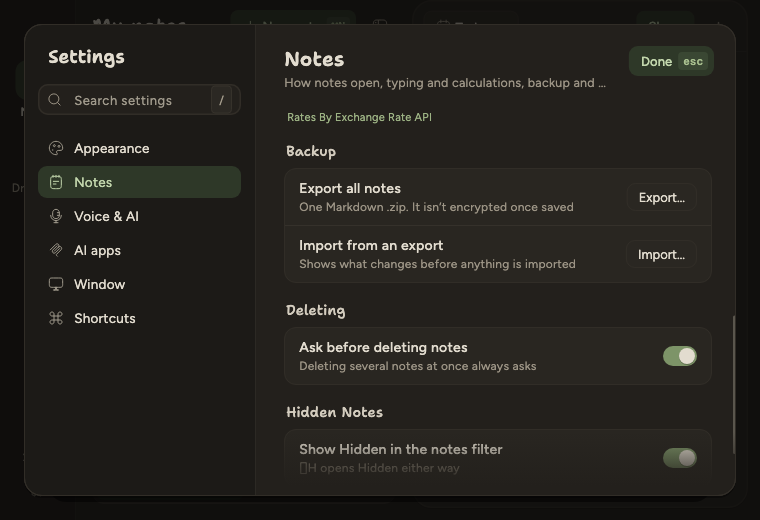 Settings
Search settings /
Appearance
Notes
Voice & AI
AI apps
Window
Shortcuts
Notes
How notes open, typing and calculations, backup and ...
Done esc
Rates By Exchange Rate API
Backup
Export all notes
One Markdown .zip. It isn't encrypted once saved
Export...
Import from an export
Shows what changes before anything is imported
Import...
Deleting
Ask before deleting notes
Deleting several notes at once always asks
Hidden Notes
Show Hidden in the notes filter
H opens Hidden either way